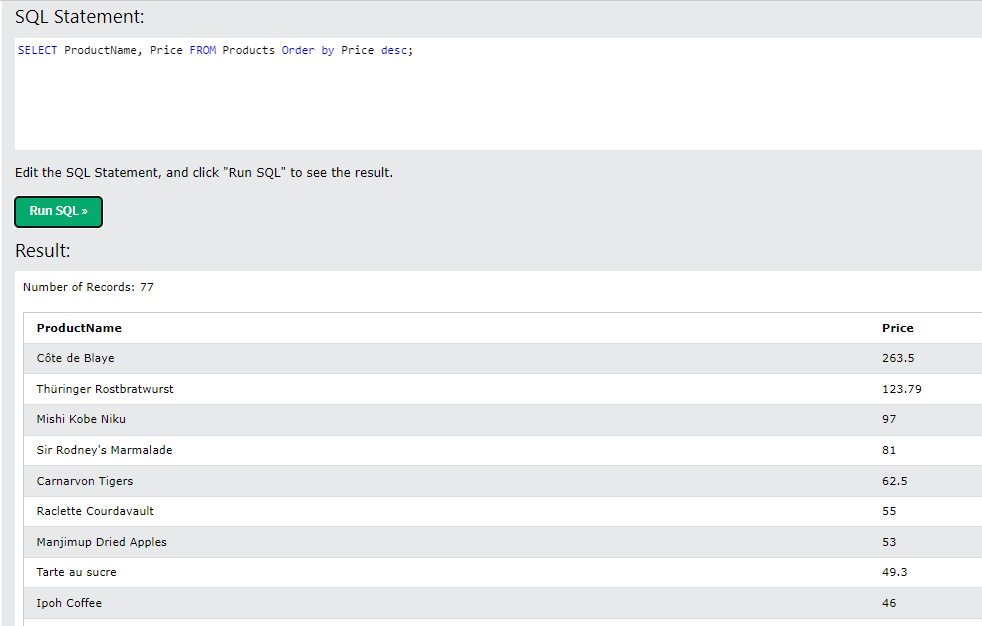 SQL Statement:
SELECT ProductName, Price FROM Products Order by Price desc;
Edit the SQL Statement, and click "Run SQL" to see the result.
Run SQL »
Result:
Number of Records: 77
ProductName Price
Côte de Blaye 263.5
Thüringer Rostbratwurst 123.79
Mishi Kobe Niku 97
Sir Rodney's Marmalade 81
Carnarvon Tigers 62.5
Raclette Courdavault 55
Manjimup Dried Apples 53
Tarte au sucre 49.3
Ipoh Coffee 46